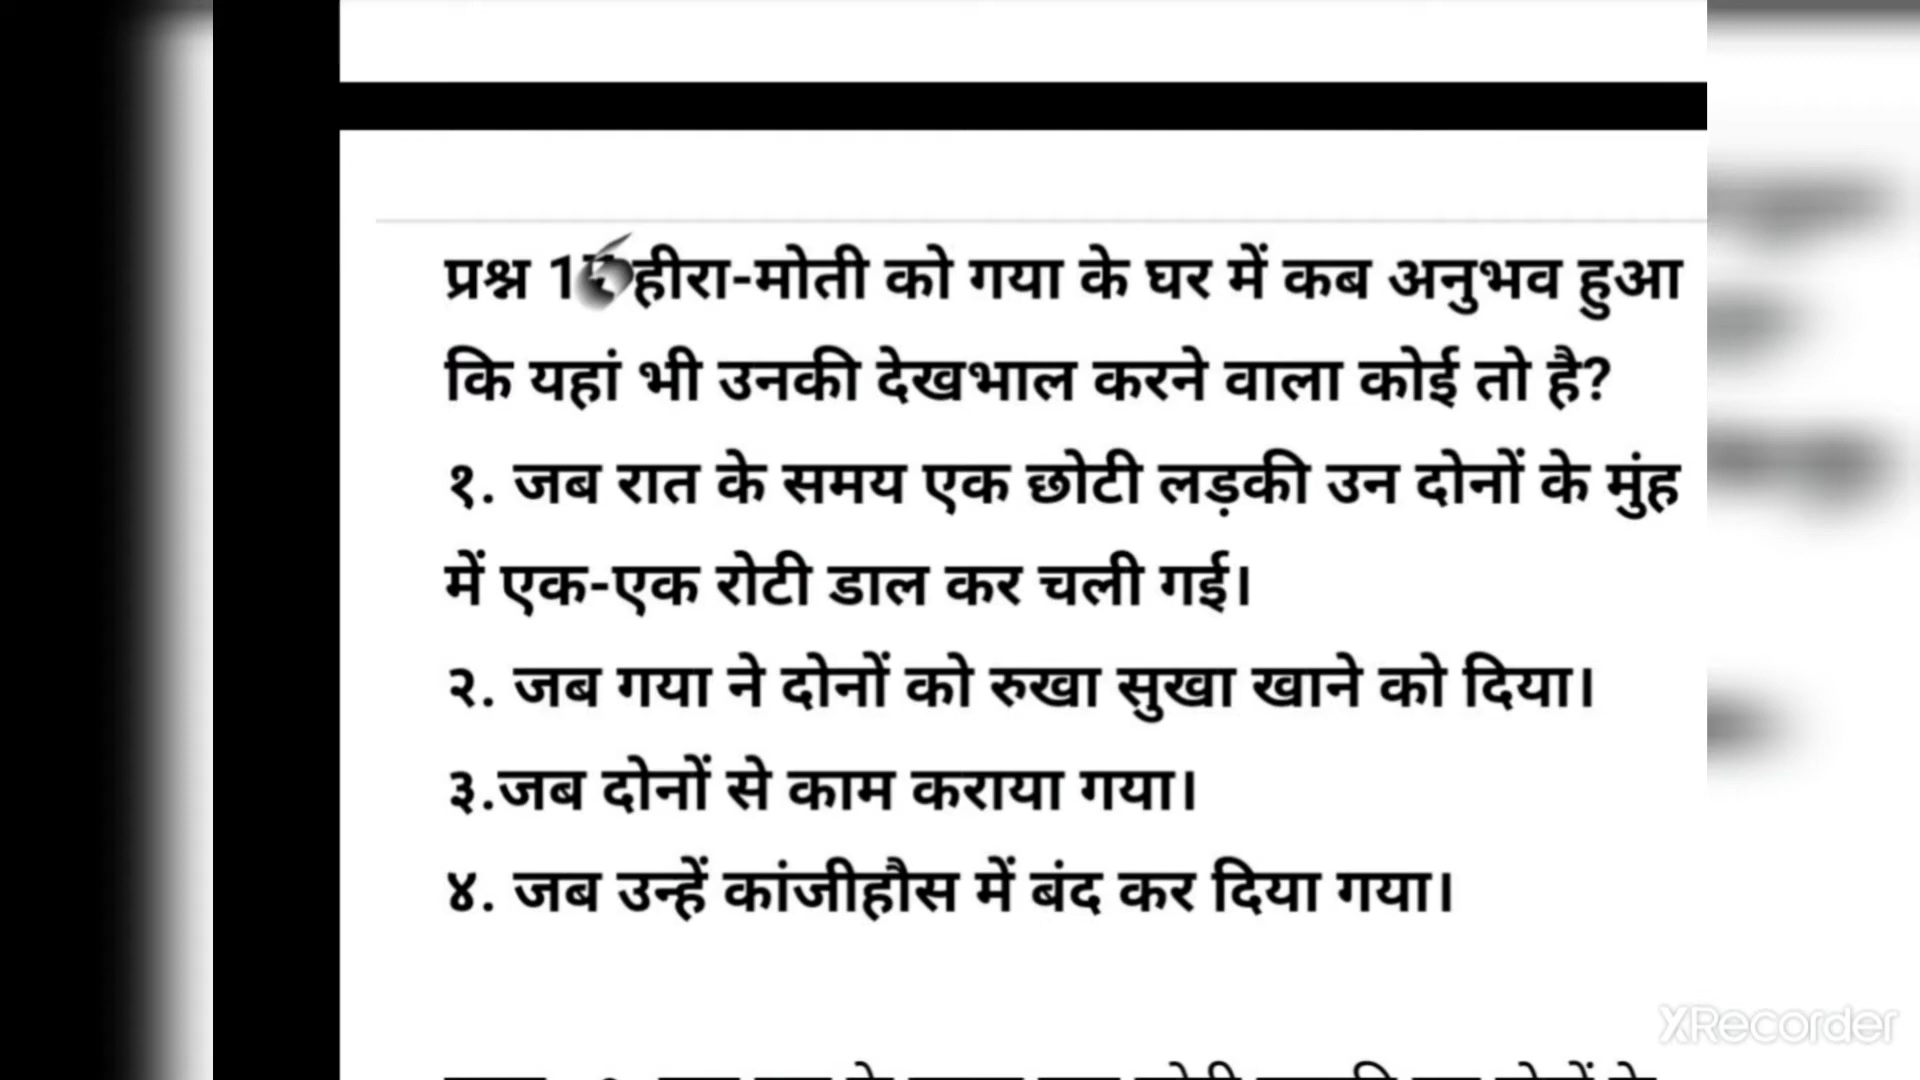 प्रश्न 1 हीरा-मोती को गया के घर में कब अनुभव हुआ
कि यहां भी उनकी देखभाल करने वाला कोई तो है?
१. जब रात के समय एक छोटी लड़की उन दोनों के मुंह
में एक-एक रोटी डाल कर चली गई।
२. जब गया ने दोनों को रुखा सुखा खाने को दिया।
३.जब दोनों से काम कराया गया।
४. जब उन्हें कांजीहौस में बंद कर दिया गया।
XRecorder